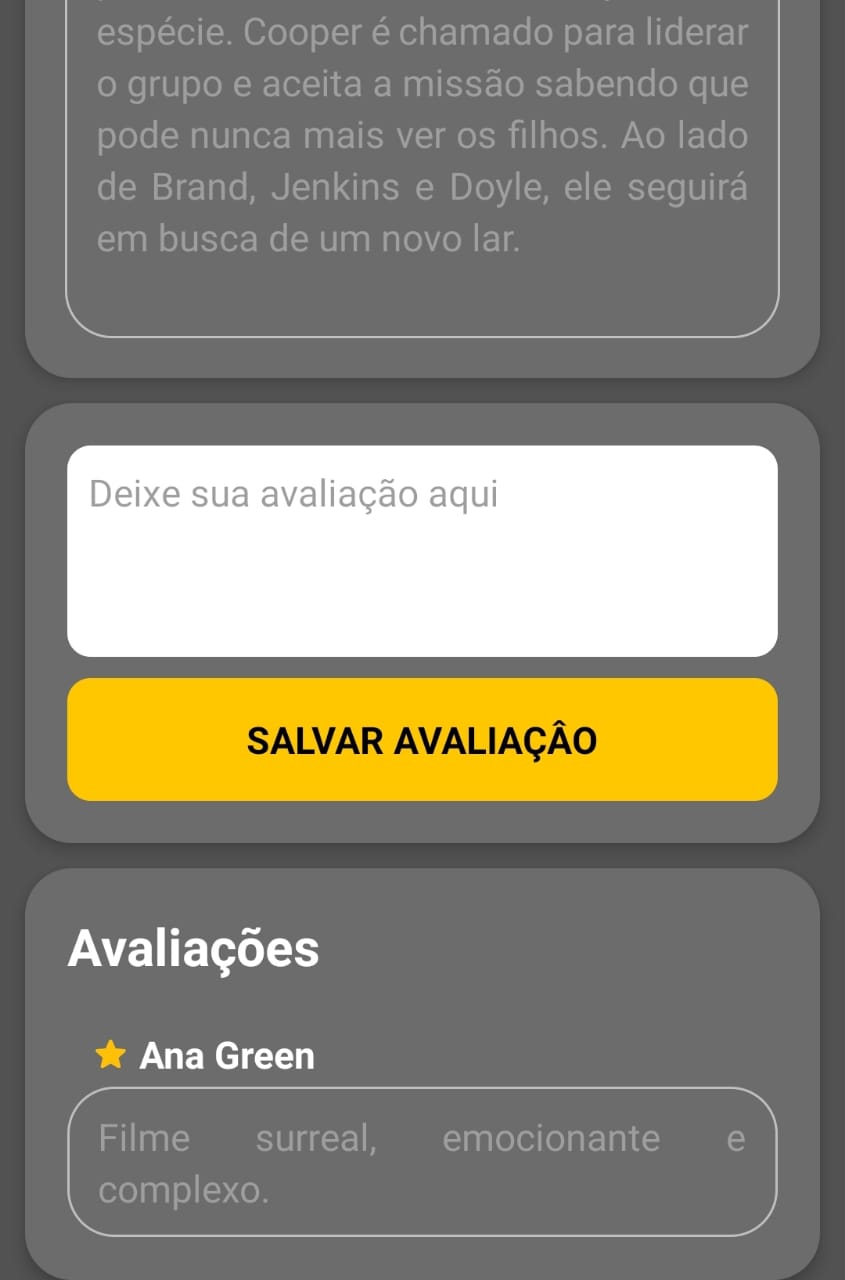 espécie. Cooper é chamado para liderar
o grupo e aceita a missão sabendo que
pode nunca mais ver os filhos. Ao lado
de Brand, Jenkins e Doyle, ele seguirá
em busca de um novo lar.
Deixe sua avaliação aqui
SALVAR AVALIAÇÂO
Avaliações
Ana Green
Filme surreal, emocionante e
complexo.